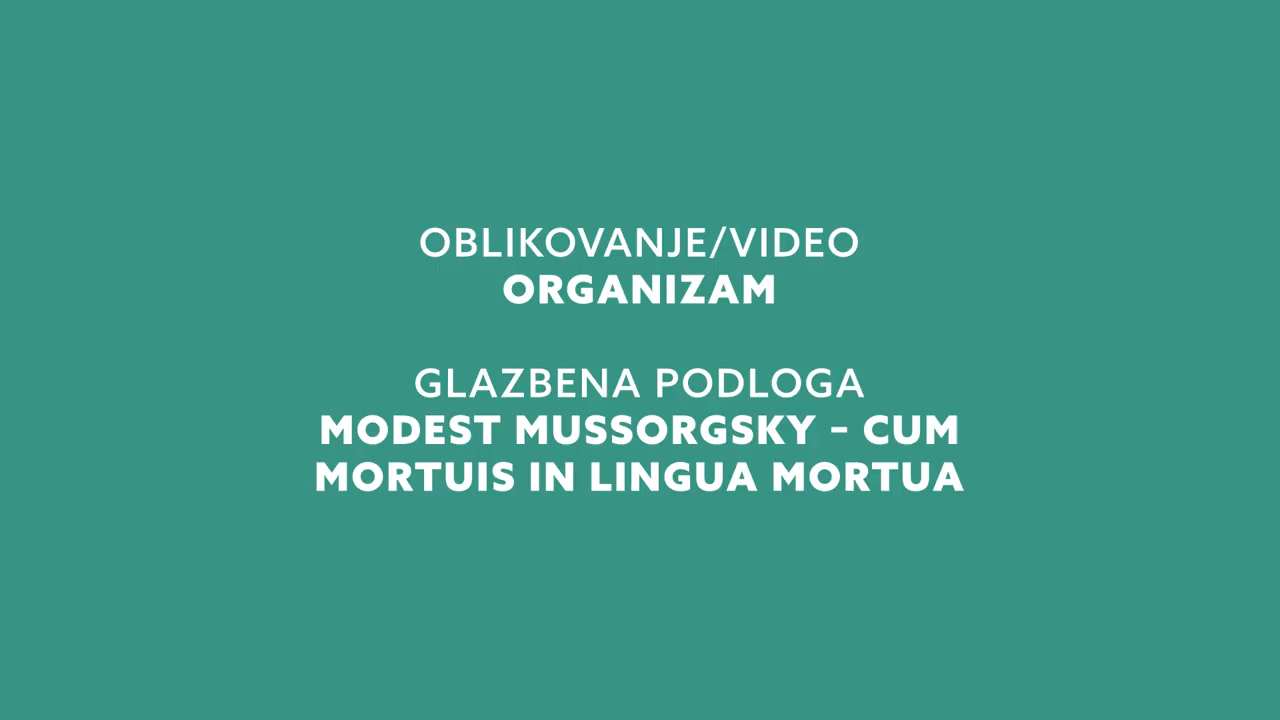 OBLIKOVANJE/VIDEO
ORGANIZAM
GLAZBENA PODLOGA
MODEST MUSSORGSKY – CUM
MORTUIS IN LINGUA MORTUA